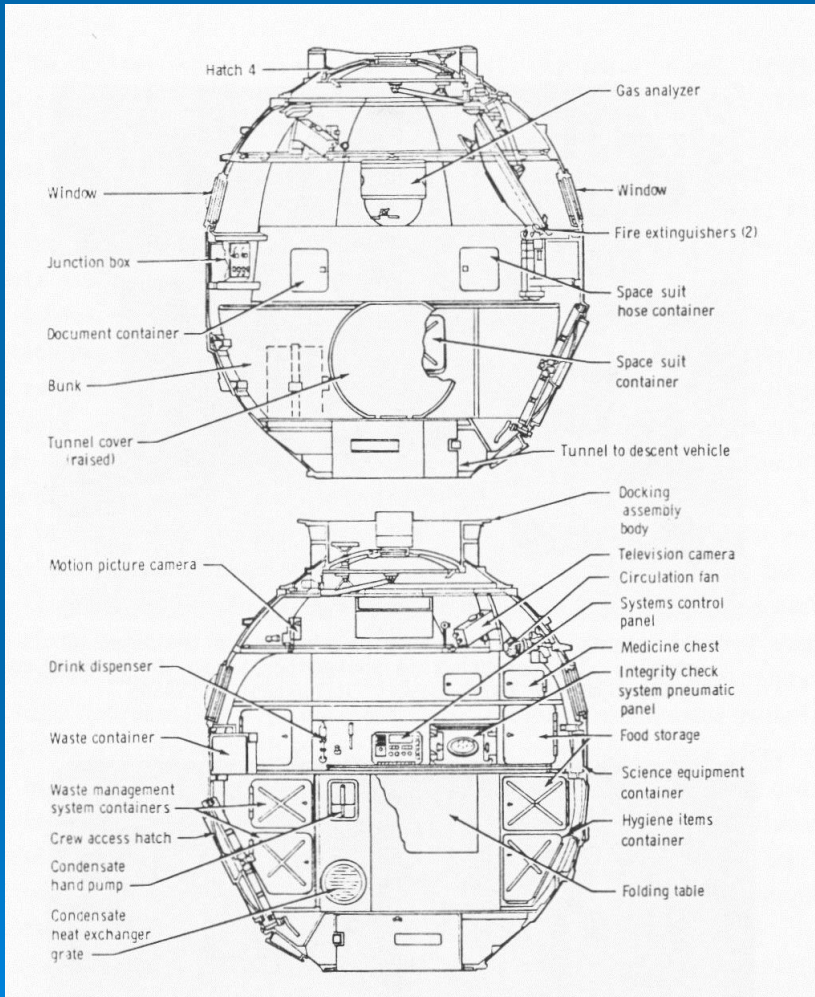 Hatch 4
Gas analyzer
Window
Window
Fire extinguishers (2)
Junction box
Space suit
hose container
Document container
Space suit
container
Bunk
Tunnel cover
(raised)
Tunnel to descent vehicle
Docking
assembly
body
Motion picture camera
Television camera
Circulation fan
Systems control
panel
Drink dispenser
Medicine chest
Integrity check
system pneumatic
panel
Waste container
Food storage
Waste management
system containers
Science equipment
container
Crew access hatch
Hygiene items
container
Condensate
hand pump
Folding table
Condensate
heat exchanger
grate